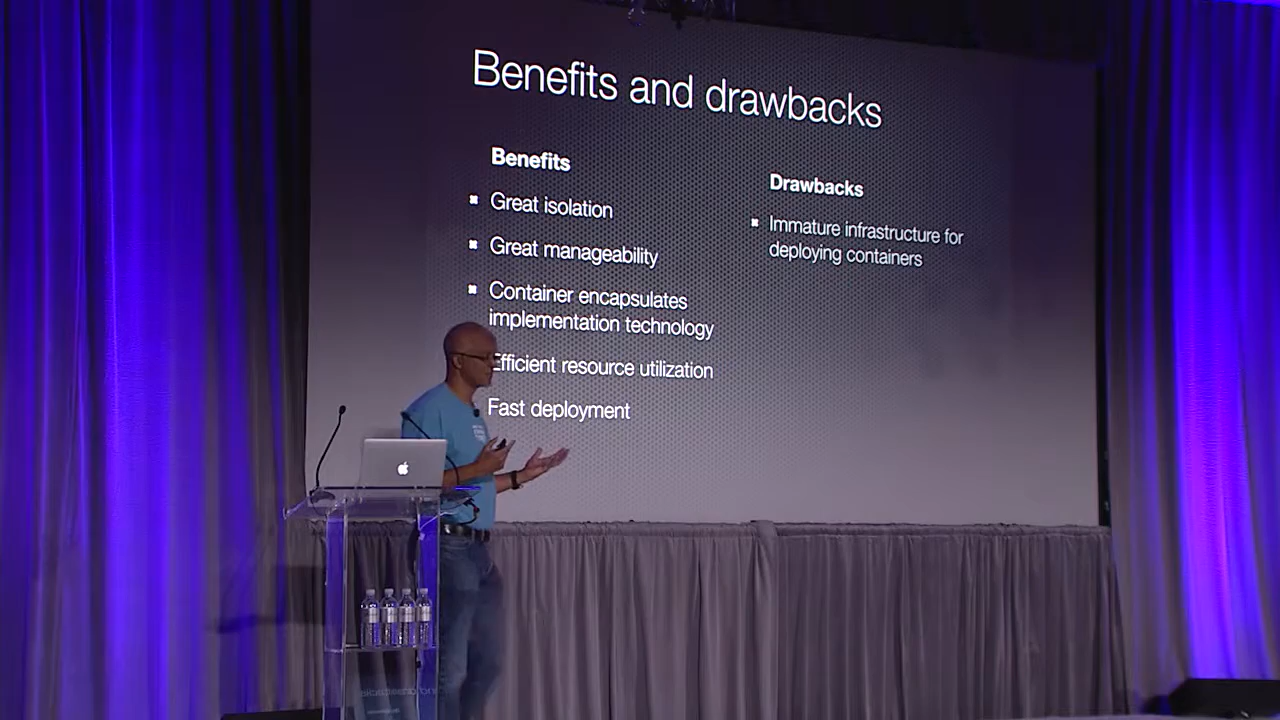 Benefits and drawbacks
Benefits
Great isolation
Great manageability
Container encapsulates
implementation technology
Efficient resource utilization
Fast deployment
Drawbacks
Immature infrastructure for
deploying containers